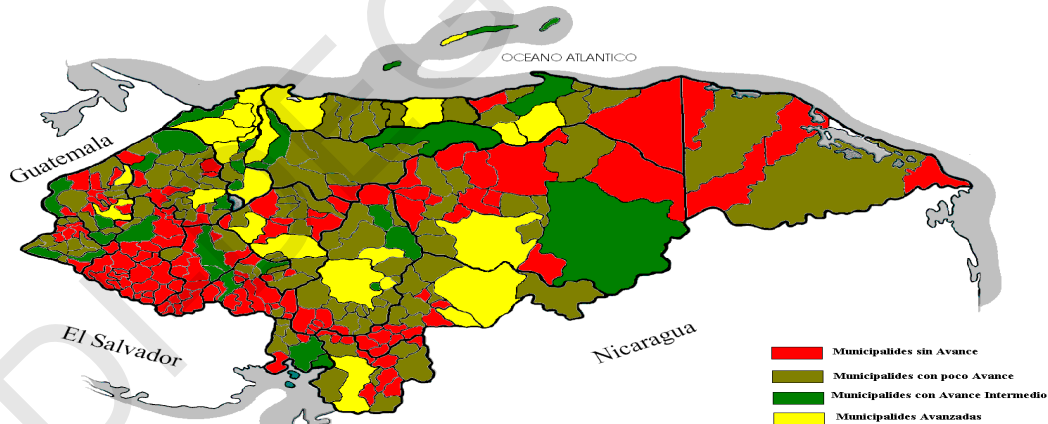 OCEANO ATLANTICO
Guatemala
El Salvador
Nicaragua
Municipalides sin Avance
Municipalides con poco Avance
Municipalides con Avance Intermedio
Municipalides Avanzadas